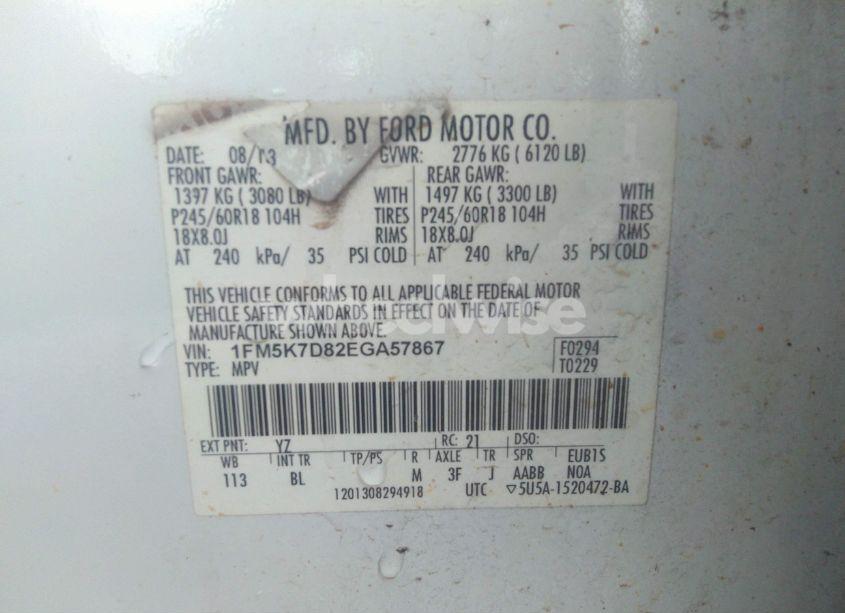 MFD. BY FORD MOTOR CO.
DATE: 08/13 GVWR: 2776 KG ( 6120 LB)
FRONT GAWR: REAR GAWR:
1397 KG ( 3080 LB) WITH 1497 KG ( 3300 LB) WITH
P245/60R18 104H TIRES P245/60R18 104H TIRES
18X8.0J RIMS 18X8.0J RIMS
AT 240 kPa/ 35 PSI COLD AT 240 kPa/ 35 PSI COLD
THIS VEHICLE CONFORMS TO ALL APPLICABLE FEDERAL MOTOR
VEHICLE SAFETY STANDARDS IN EFFECT ON THE DATE OF
MANUFACTURE SHOWN ABOVE.
VIN: 1FM5K7D82EGA57867 F0294
TYPE: MPV T0229
EXT PNT: YZ RC: 21 DSO:
WB INT TR TP/PS R AXLE TR SPR EUB1S
113 BL M 3F J AABB NOA
1201308294918 UTC ▽5U5A-1520472-BA